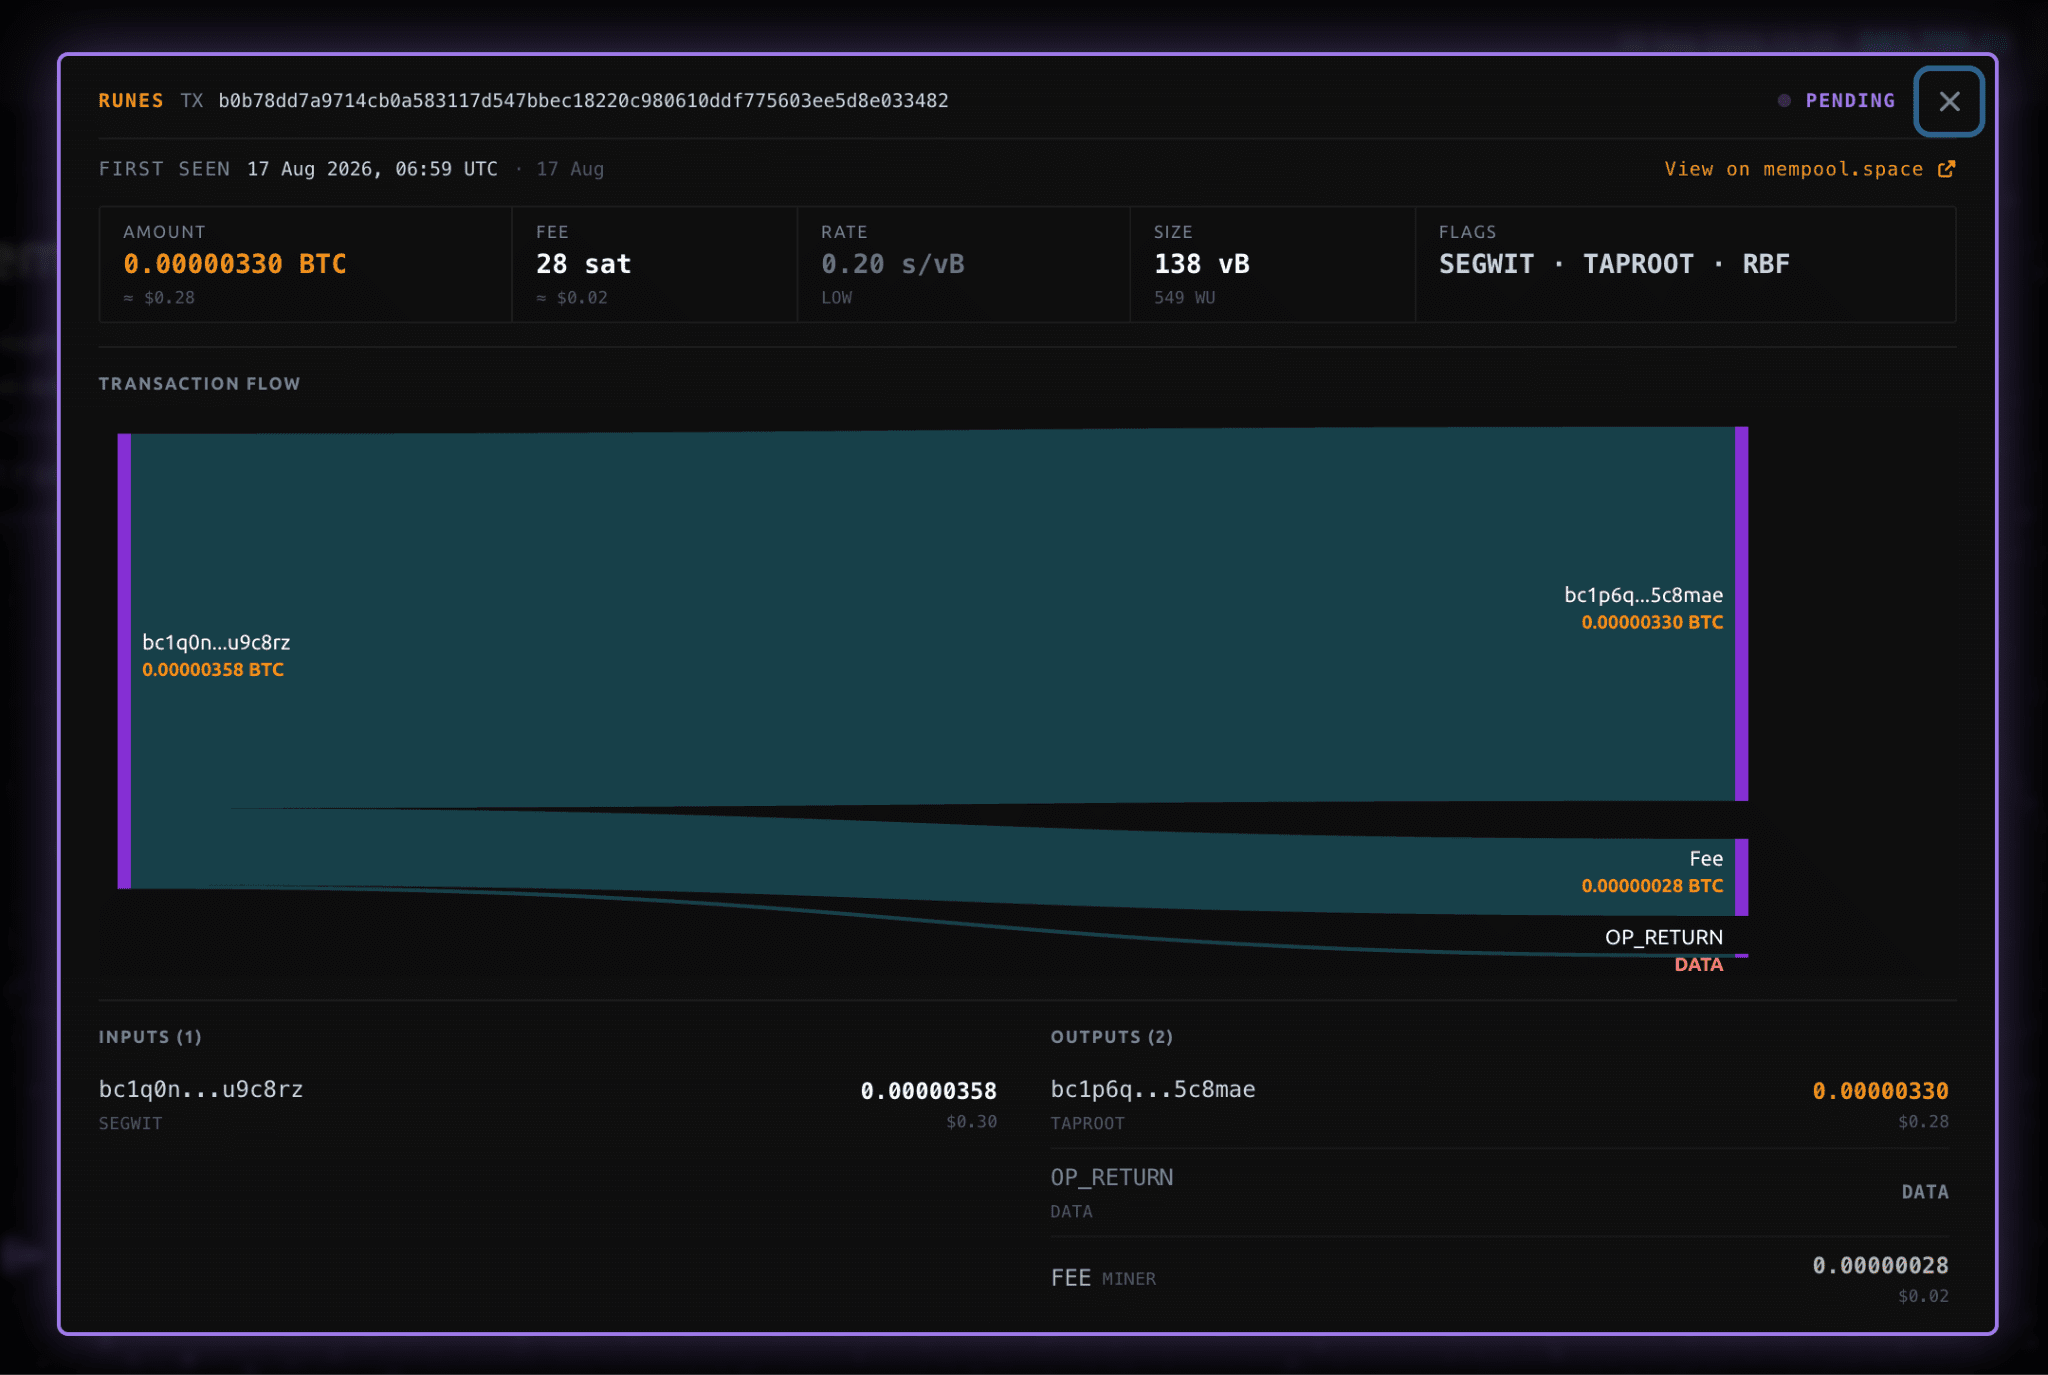 RUNES TX b0b78dd7a9714cb0a583117d547bbec18220c980610ddf775603ee5d8e033482 PENDING
FIRST SEEN 17 Aug 2026, 06:59 UTC · 17 Aug View on mempool.space
AMOUNT FEE RATE SIZE FLAGS
0.00000330 BTC 28 sat 0.20 s/vB 138 vB SEGWIT · TAPROOT · RBF
≈ $0.28 ≈ $0.02 LOW 549 WU
TRANSACTION FLOW
bc1p6q...5c8mae
0.00000330 BTC
bc1q0n...u9c8rz
0.00000358 BTC
Fee
0.00000028 BTC
OP_RETURN
DATA
INPUTS (1)
bc1q0n...u9c8rz 0.00000358
SEGWIT $0.30
OUTPUTS (2)
bc1p6q...5c8mae 0.00000330
TAPROOT $0.28
OP_RETURN DATA
DATA
FEE MINER 0.00000028
$0.02